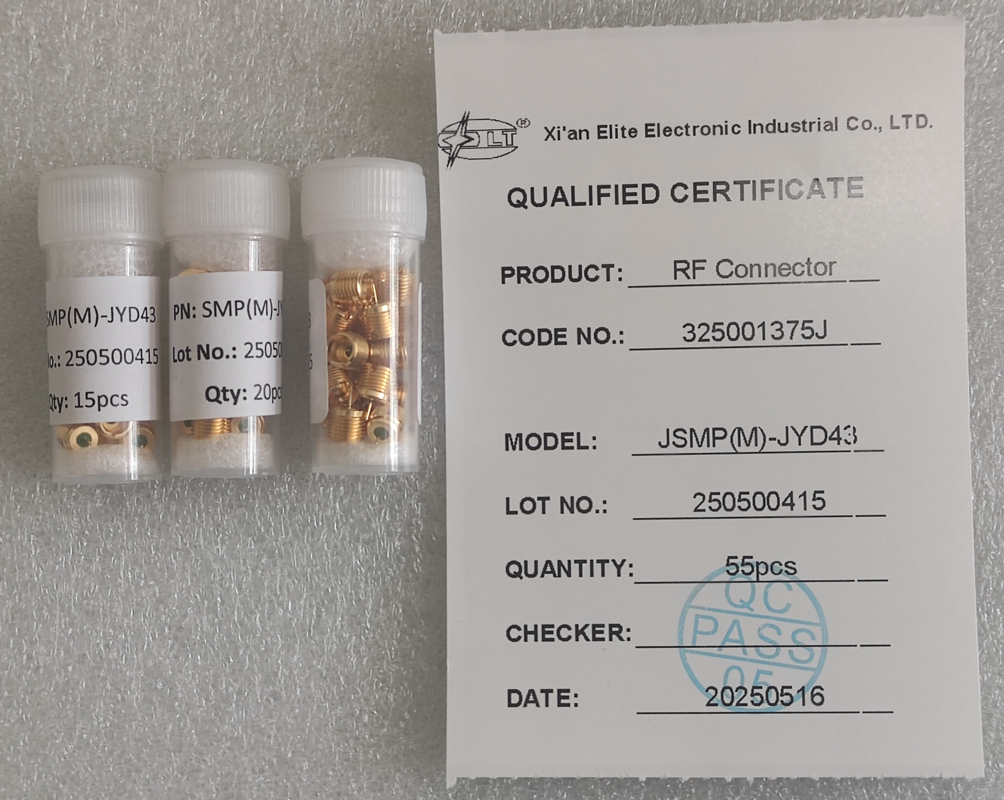 SMP(M)-JYD43
No.: 250500415
Qty: 15pcs
PN: SMP(M)-J
Lot No.: 2505
Qty: 20pc
LT®
Xi'an Elite Electronic Industrial Co., LTD.
QUALIFIED CERTIFICATE
PRODUCT: RF Connector
CODE NO.: 325001375J
MODEL: JSMP(M)-JYD43
LOT NO.: 250500415
QUANTITY: 55pcs
QC
CHECKER: PASS
05
DATE: 20250516